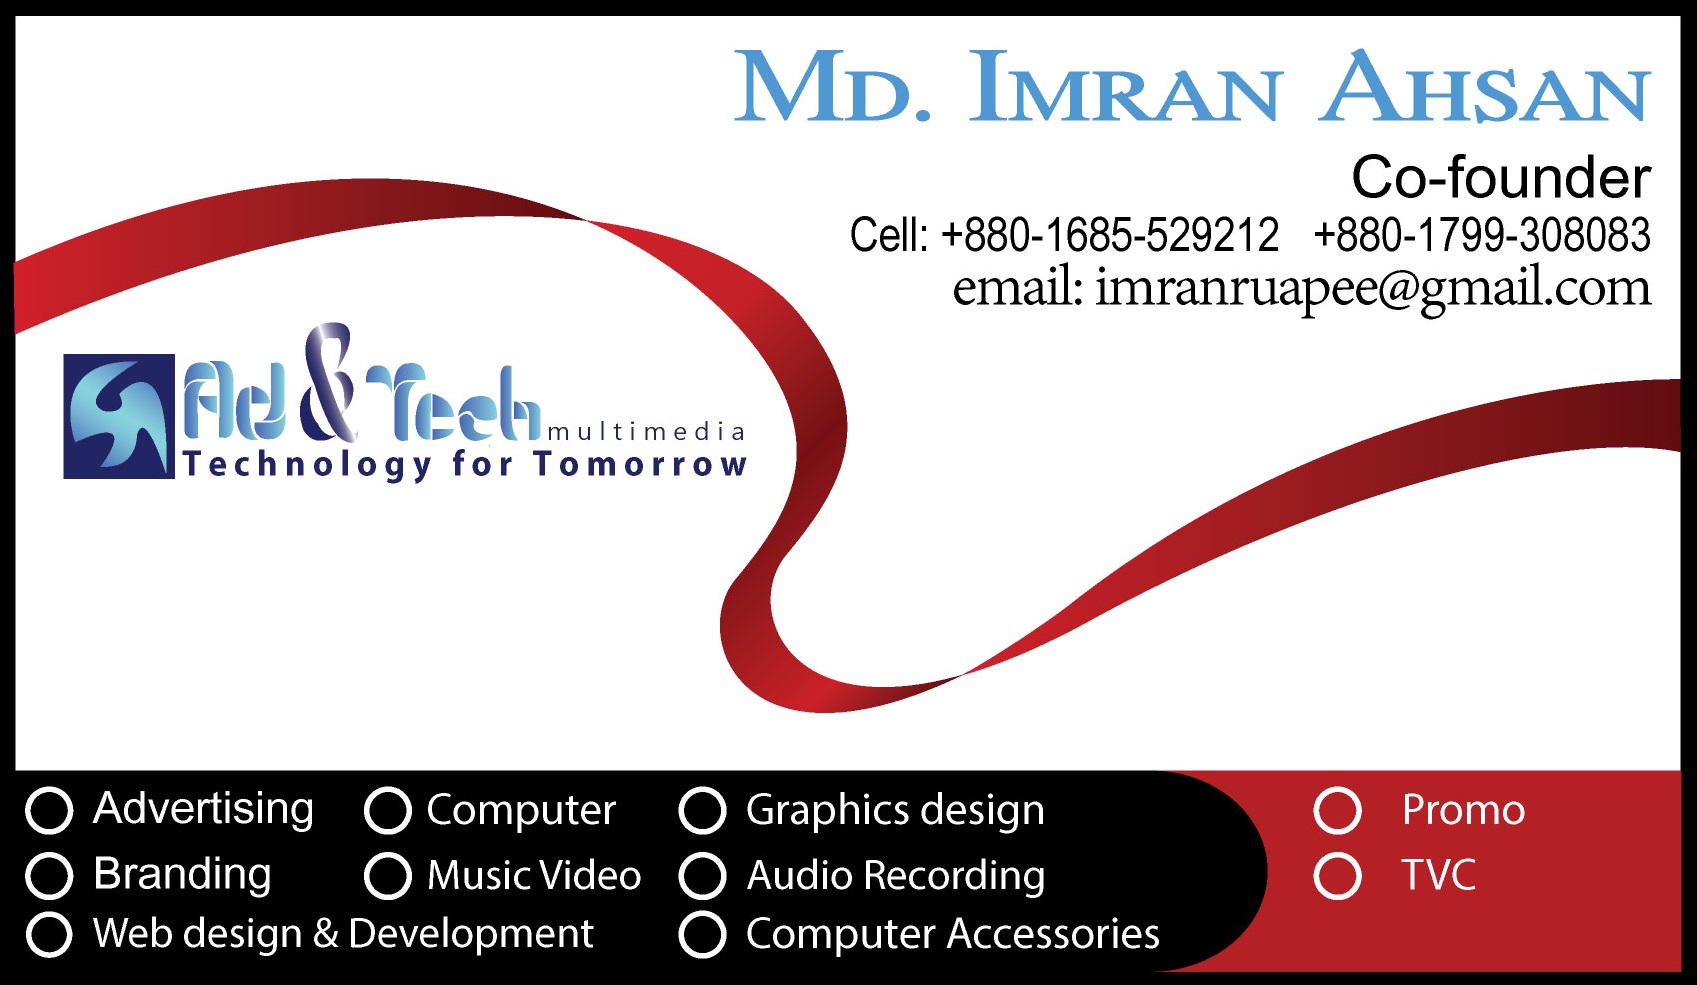 Md. Imran Ahsan
Co-founder
Cell: +880-1685-529212 +880-1799-308083
email: imranruapee@gmail.com
Ad & Tech multimedia
Technology for Tomorrow
Advertising Computer Graphics design Promo
Branding Music Video Audio Recording TVC
Web design & Development Computer Accessories